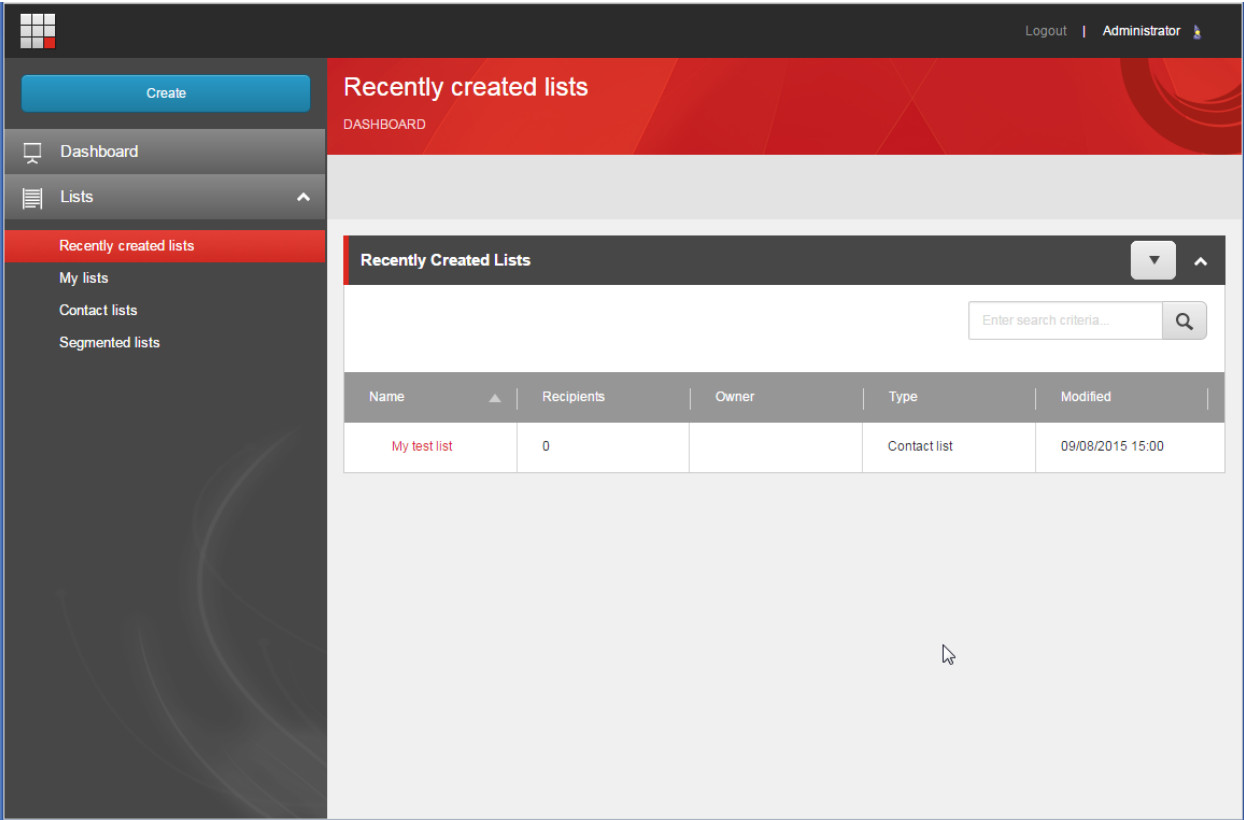 Logout | Administrator
Create
Dashboard
Lists
Recently created lists
My lists
Contact lists
Segmented lists
Recently created lists
DASHBOARD
Recently Created Lists
Enter search criteria...
Name Recipients Owner Type Modified
My test list 0 Contact list 09/08/2015 15:00